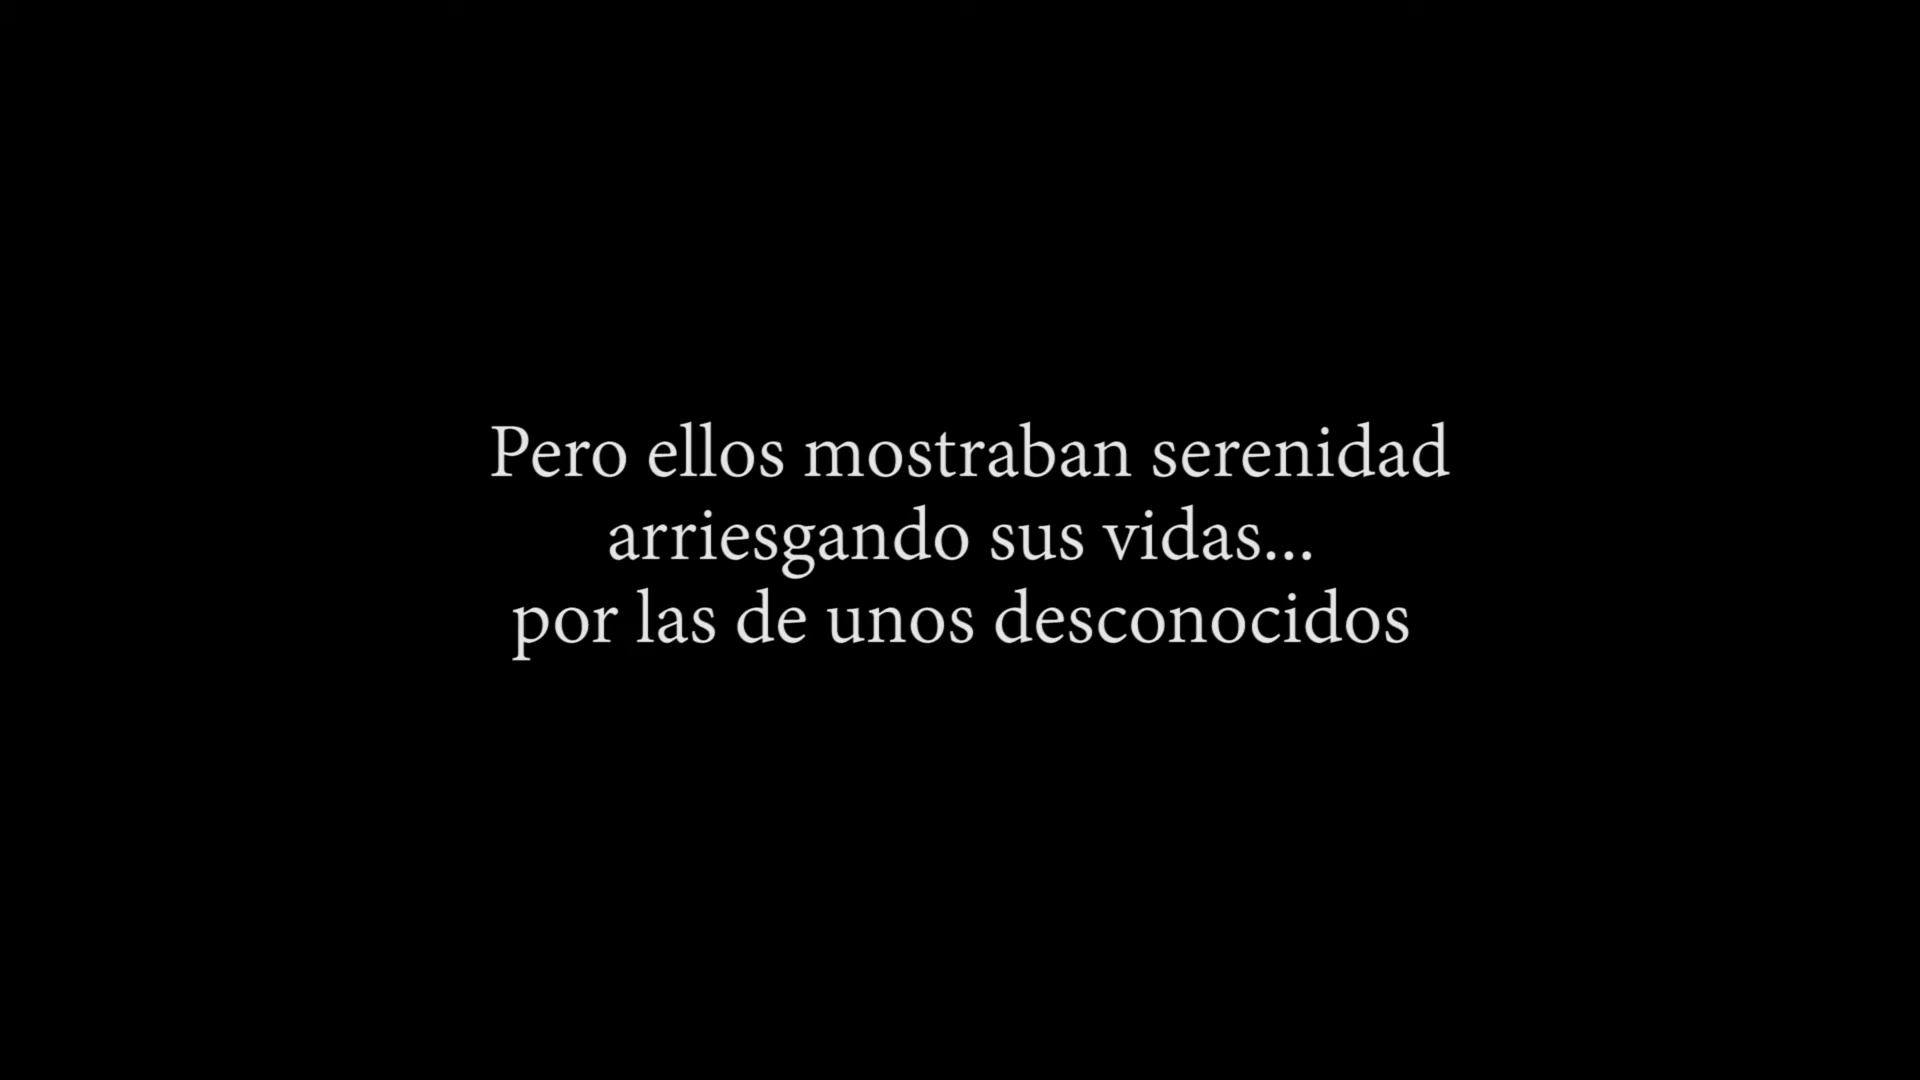 Pero ellos mostraban serenidad
arriesgando sus vidas...
por las de unos desconocidos